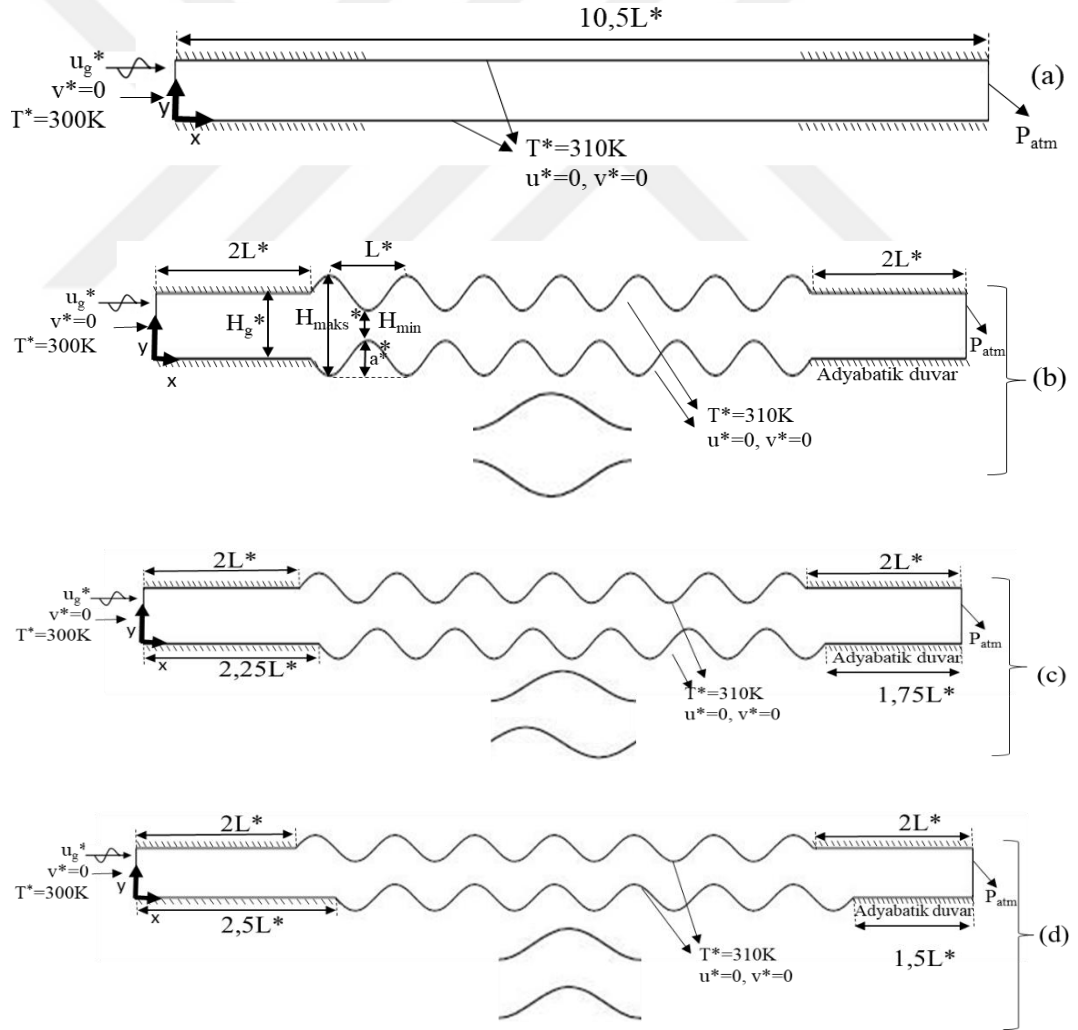 10,5L*
u_g*
v*=0
T*=300K
y
x
(a)
P_atm
T*=310K
u*=0, v*=0
2L*
L*
2L*
u_g*
v*=0
T*=300K
y
x
H_g*
H_maks*
H_min*
a*
P_atm
Adyabatik duvar
(b)
T*=310K
u*=0, v*=0
2L*
2L*
u_g*
v*=0
T*=300K
y
x
P_atm
2,25L*
Adyabatik duvar
T*=310K
u*=0, v*=0
1,75L*
(c)
2L*
2L*
u_g*
v*=0
T*=300K
y
x
P_atm
2,5L*
Adyabatik duvar
T*=310K
u*=0, v*=0
1,5L*
(d)